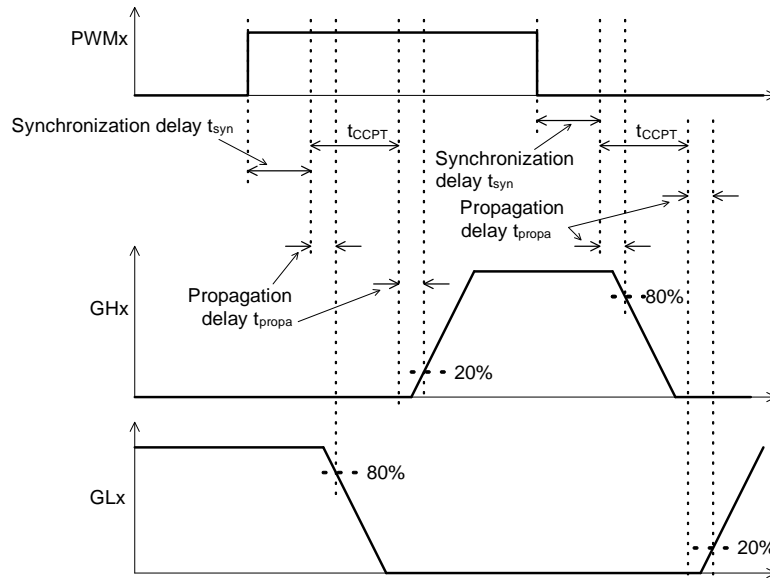 PWMx
Synchronization delay tsyn
tCCPT
tCCPT
Synchronization
delay tsyn
Propagation
delay tpropa
Propagation
delay tpropa
GHx
80%
20%
GLx
80%
20%